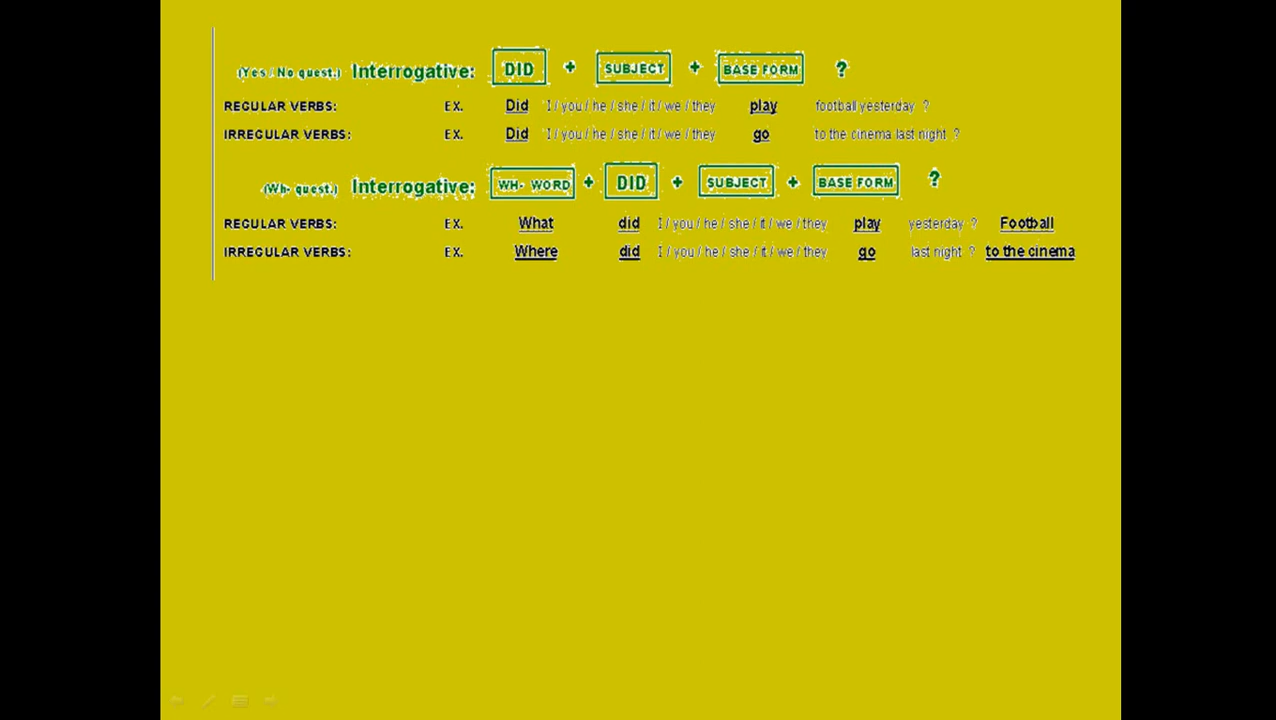 (Yes / No quest.) Interrogative: DID + SUBJECT + BASE FORM ?
REGULAR VERBS: EX. Did I / you / he / she / it / we / they play football yesterday ?
IRREGULAR VERBS: EX. Did I / you / he / she / it / we / they go to the cinema last night ?
(Wh- quest.) Interrogative: WH- WORD + DID + SUBJECT + BASE FORM ?
REGULAR VERBS: EX. What did I / you / he / she / it / we / they play yesterday ? Football
IRREGULAR VERBS: EX. Where did I / you / he / she / it / we / they go last night ? to the cinema